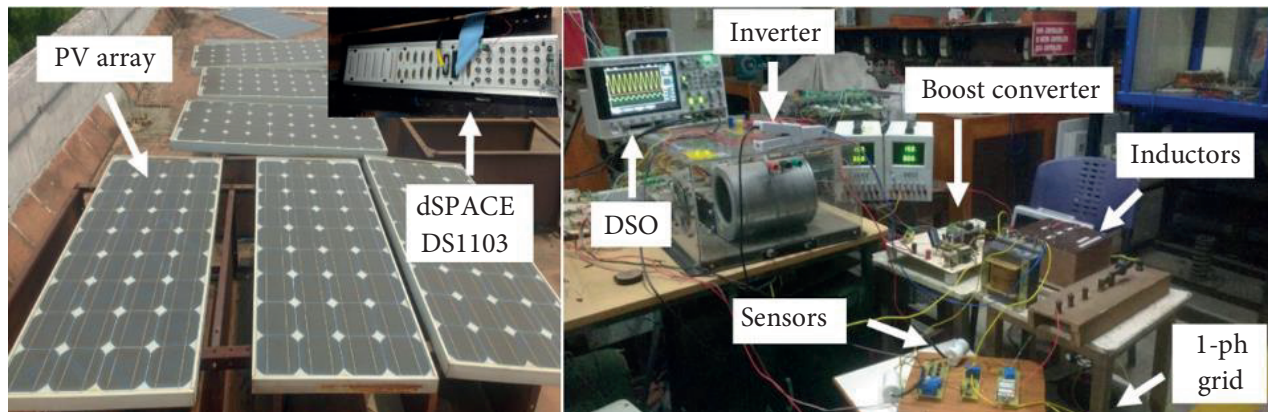 PV array
dSPACE
DS1103
Inverter
Boost converter
Inductors
DSO
Sensors
1-ph
grid